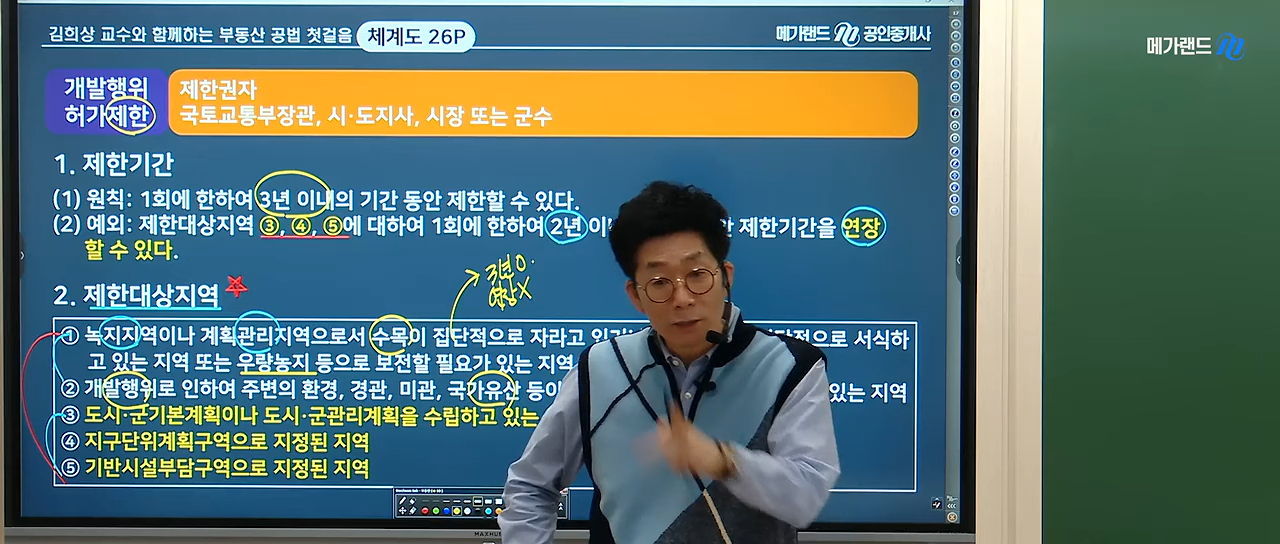 김희상 교수와 함께하는 부동산 공법 첫걸음 체계도 26P
메가랜드 공인중개사
메가랜드
개발행위
허가제한
제한권자
국토교통부장관, 시·도지사, 시장 또는 군수
1. 제한기간
(1) 원칙: 1회에 한하여 3년 이내의 기간 동안 제한할 수 있다.
(2) 예외: 제한대상지역 ③, ④, ⑤에 대하여 1회에 한하여 2년 이 제한기간을 연장
할 수 있다.
3년 O.
연장 X
2. 제한대상지역
① 녹지지역이나 계획관리지역으로서 수목이 집단적으로 자라고 적으로 서식하
고 있는 지역 또는 우량농지 등으로 보전할 필요가 있는 지역
② 개발행위로 인하여 주변의 환경, 경관, 미관, 국가유산 등이 있는 지역
③ 도시·군기본계획이나 도시·군관리계획을 수립하고 있는
④ 지구단위계획구역으로 지정된 지역
⑤ 기반시설부담구역으로 지정된 지역